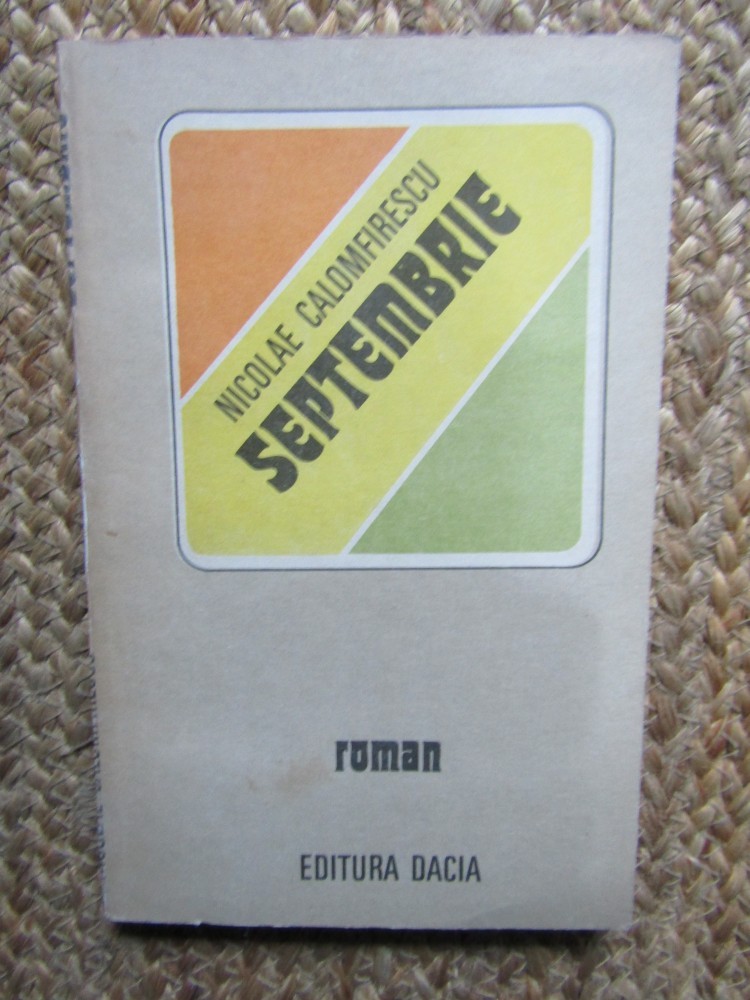 NICOLAE CALOMFIRESCU
SEPTEMBRIE
roman
EDITURA DACIA